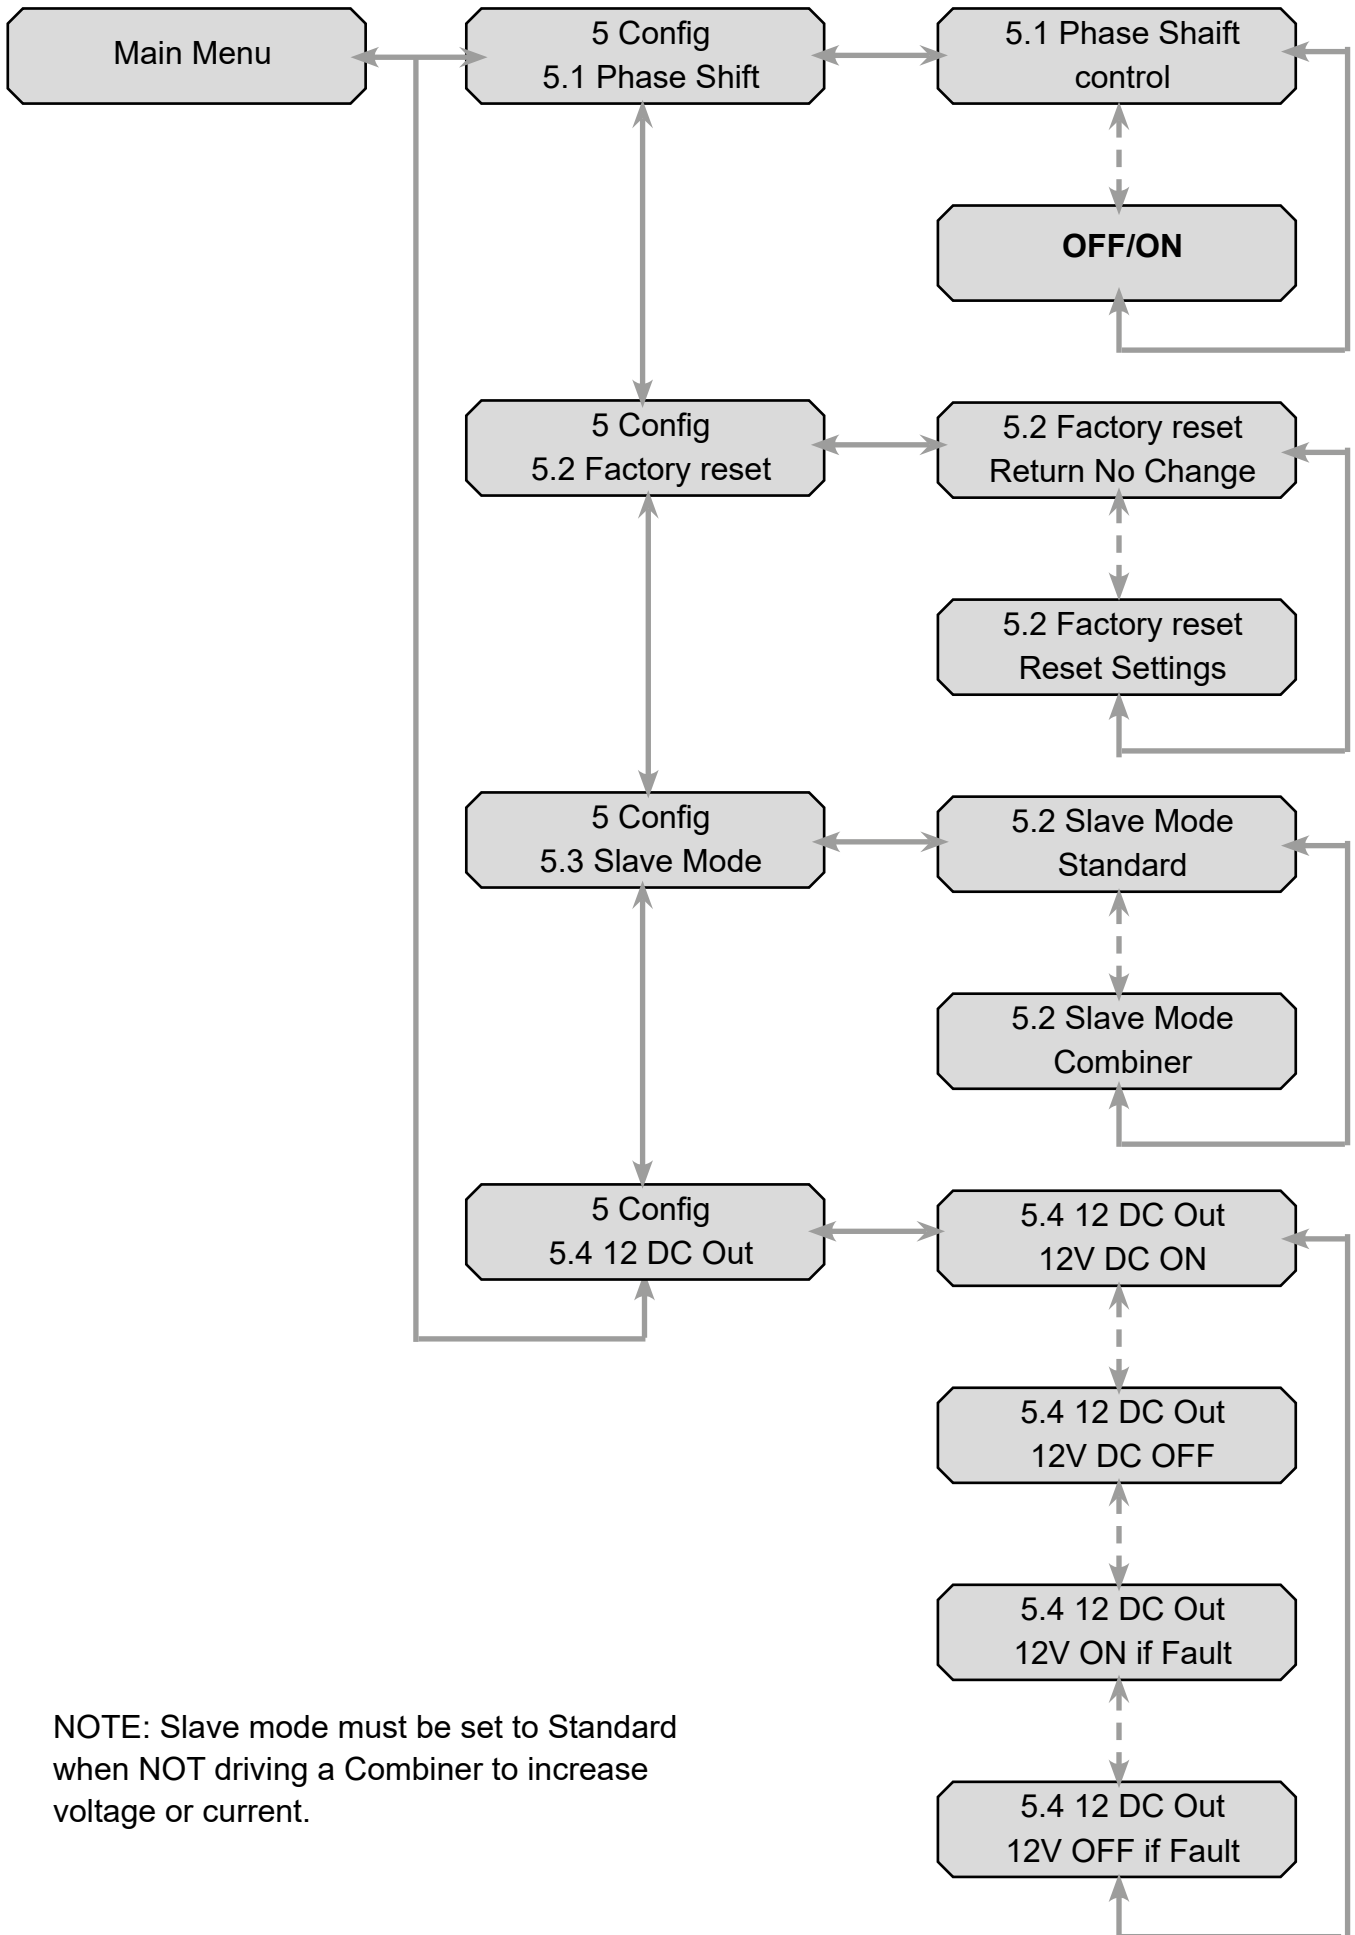 Main Menu
5 Config
5.1 Phase Shift
5.1 Phase Shaift
control
OFF/ON
5 Config
5.2 Factory reset
5.2 Factory reset
Return No Change
5.2 Factory reset
Reset Settings
5 Config
5.3 Slave Mode
5.2 Slave Mode
Standard
5.2 Slave Mode
Combiner
5 Config
5.4 12 DC Out
5.4 12 DC Out
12V DC ON
5.4 12 DC Out
12V DC OFF
5.4 12 DC Out
12V ON if Fault
5.4 12 DC Out
12V OFF if Fault
NOTE: Slave mode must be set to Standard
when NOT driving a Combiner to increase
voltage or current.